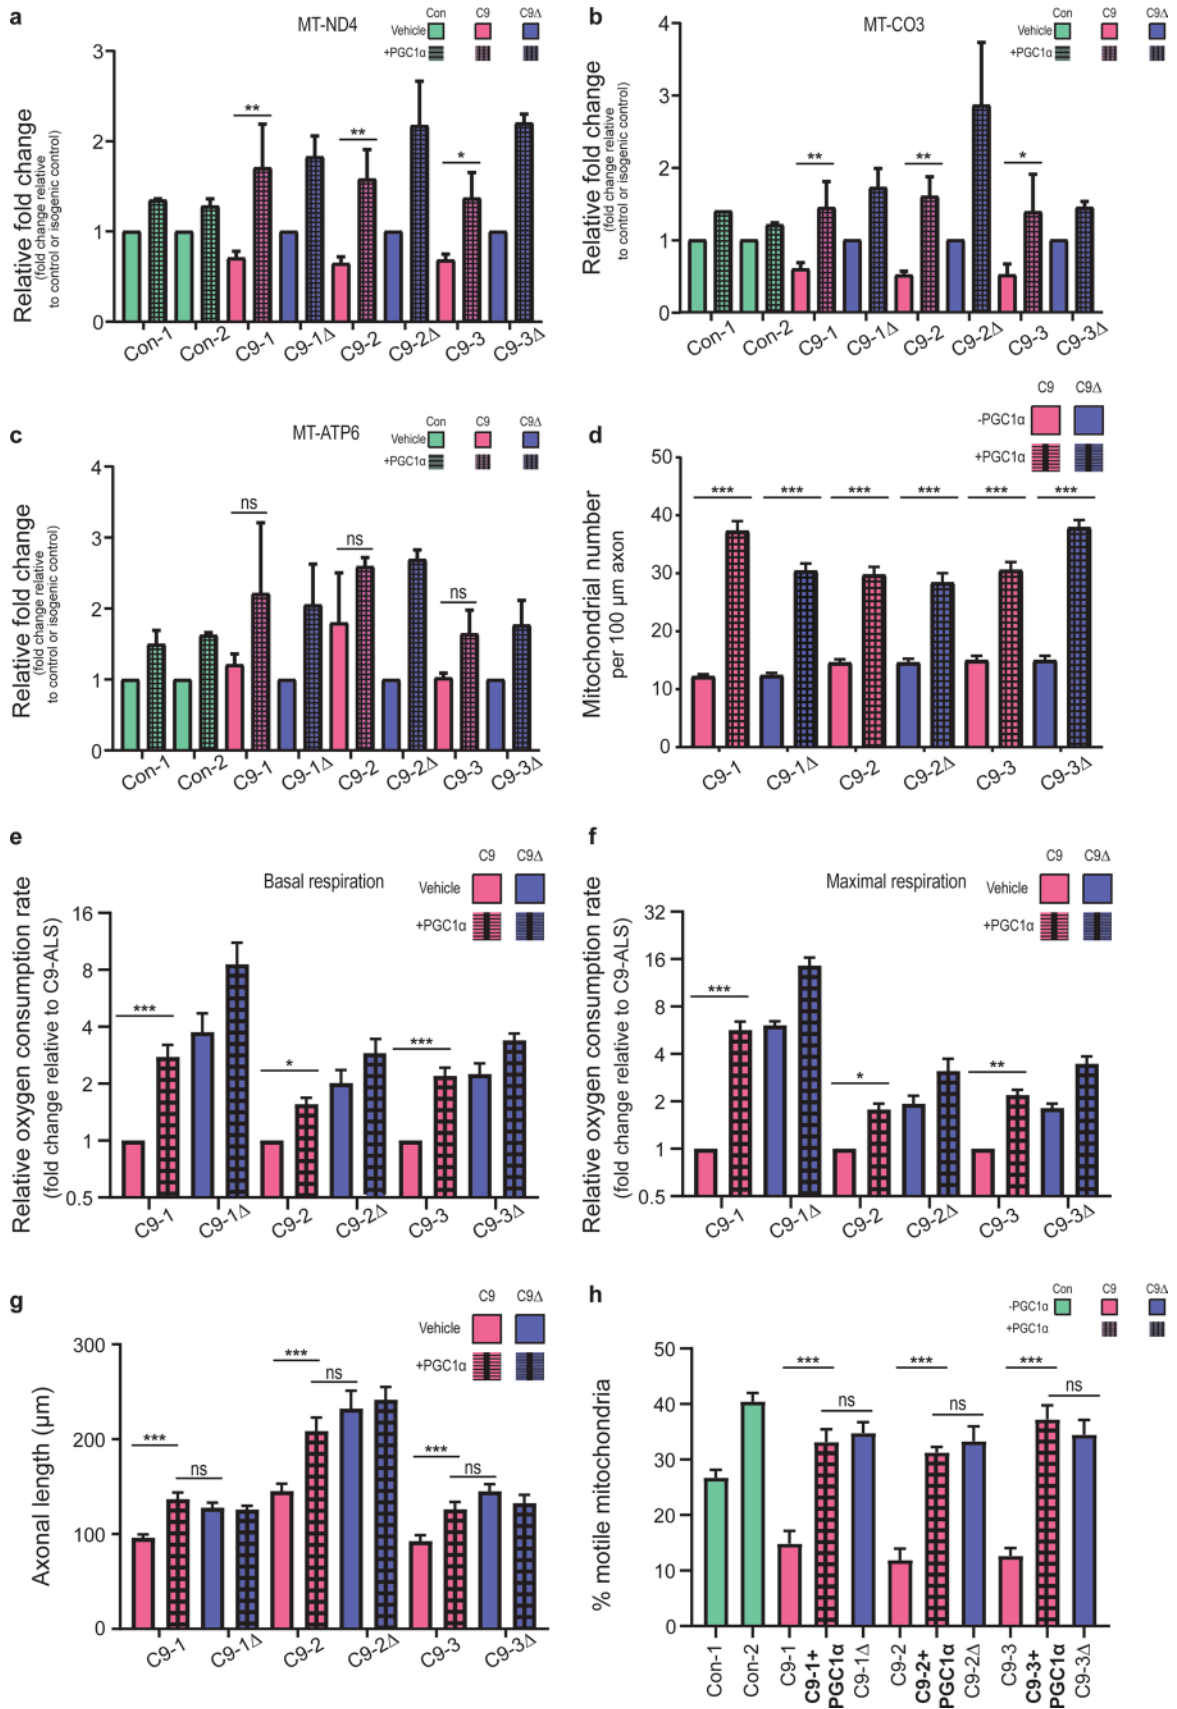 a
MT-ND4
Con C9 C9Δ
Vehicle
+PGC1α
Relative fold change
(fold change relative
to control or isogenic control)
3
2
1
0
**
**
*
Con-1 Con-2 C9-1 C9-1Δ C9-2 C9-2Δ C9-3 C9-3Δ
b
MT-CO3
Con C9 C9Δ
Vehicle
+PGC1α
Relative fold change
(fold change relative
to control or isogenic control)
4
3
2
1
0
**
**
*
Con-1 Con-2 C9-1 C9-1Δ C9-2 C9-2Δ C9-3 C9-3Δ
c
MT-ATP6
Con C9 C9Δ
Vehicle
+PGC1α
Relative fold change
(fold change relative
to control or isogenic control)
4
3
2
1
0
ns
ns
ns
Con-1 Con-2 C9-1 C9-1Δ C9-2 C9-2Δ C9-3 C9-3Δ
d
C9 C9Δ
-PGC1α
+PGC1α
Mitochondrial number
per 100 μm axon
50
40
30
20
10
0
*** *** *** *** *** ***
C9-1 C9-1Δ C9-2 C9-2Δ C9-3 C9-3Δ
e
Basal respiration
C9 C9Δ
Vehicle
+PGC1α
Relative oxygen consumption rate
(fold change relative to C9-ALS)
16
8
4
2
1
0.5
***
*
***
C9-1 C9-1Δ C9-2 C9-2Δ C9-3 C9-3Δ
f
Maximal respiration
C9 C9Δ
Vehicle
+PGC1α
Relative oxygen consumption rate
(fold change relative to C9-ALS)
32
16
8
4
2
1
0.5
***
*
**
C9-1 C9-1Δ C9-2 C9-2Δ C9-3 C9-3Δ
g
C9 C9Δ
Vehicle
+PGC1α
Axonal length (μm)
300
200
100
0
***
ns
***
ns
***
ns
C9-1 C9-1Δ C9-2 C9-2Δ C9-3 C9-3Δ
h
Con C9 C9Δ
-PGC1α
+PGC1α
% motile mitochondria
50
40
30
20
10
0
***
ns
***
ns
***
ns
Con-1
Con-2
C9-1
C9-1+
PGC1α
C9-1Δ
C9-2
C9-2+
PGC1α
C9-2Δ
C9-3
C9-3+
PGC1α
C9-3Δ